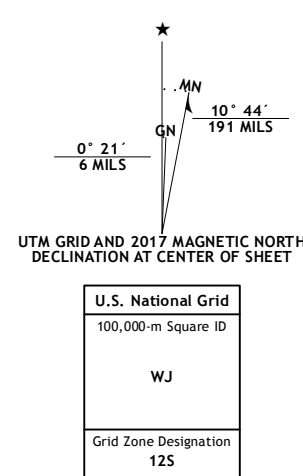 ★
MN
GN
10° 44´
191 MILS
0° 21´
6 MILS
UTM GRID AND 2017 MAGNETIC NORTH
DECLINATION AT CENTER OF SHEET
U.S. National Grid
100,000-m Square ID
WJ
Grid Zone Designation
12S